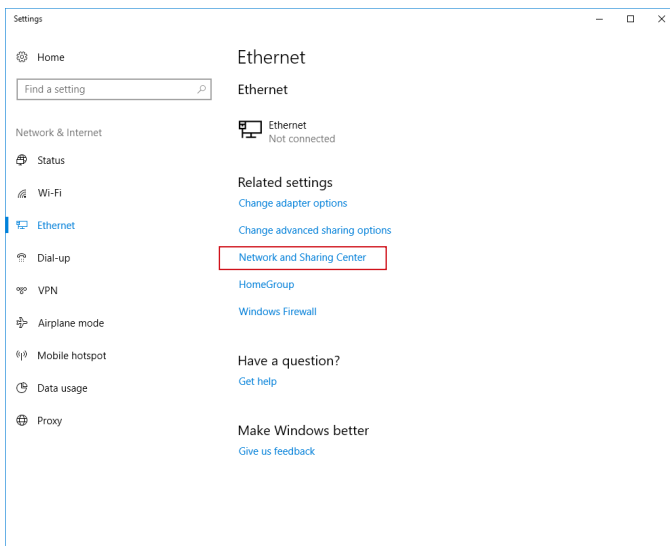 Settings
Home
Find a setting
Network & Internet
Status
Wi-Fi
Ethernet
Dial-up
VPN
Airplane mode
Mobile hotspot
Data usage
Proxy
Ethernet
Ethernet
Ethernet
Not connected
Related settings
Change adapter options
Change advanced sharing options
Network and Sharing Center
HomeGroup
Windows Firewall
Have a question?
Get help
Make Windows better
Give us feedback